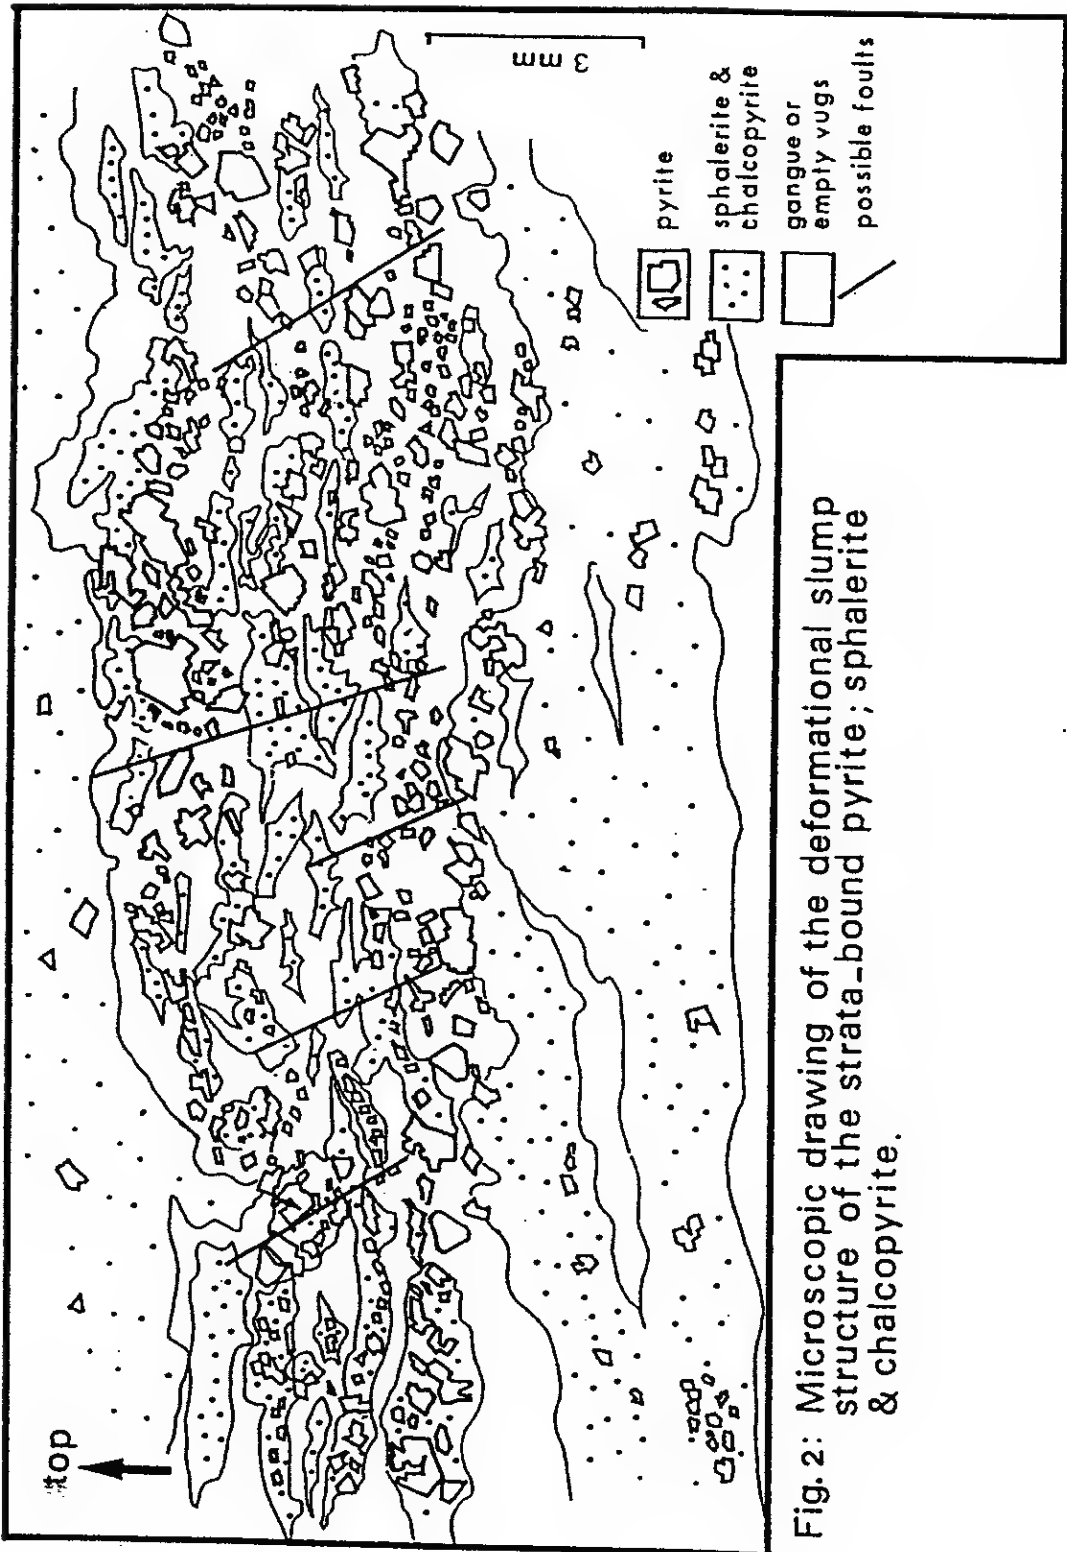 top
3 mm
pyrite
sphalerite &
chalcopyrite
gangue or
empty vugs
possible foults
Fig. 2: Microscopic drawing of the deformational slump
structure of the strata_bound pyrite; sphalerite
& chalcopyrite.